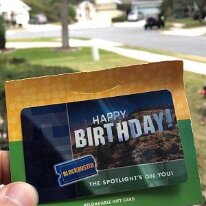 HAPPY
BIRTHDAY!
BLOCKBUSTER
THE SPOTLIGHT'S ON YOU!
RELOADABLE GIFT CARD